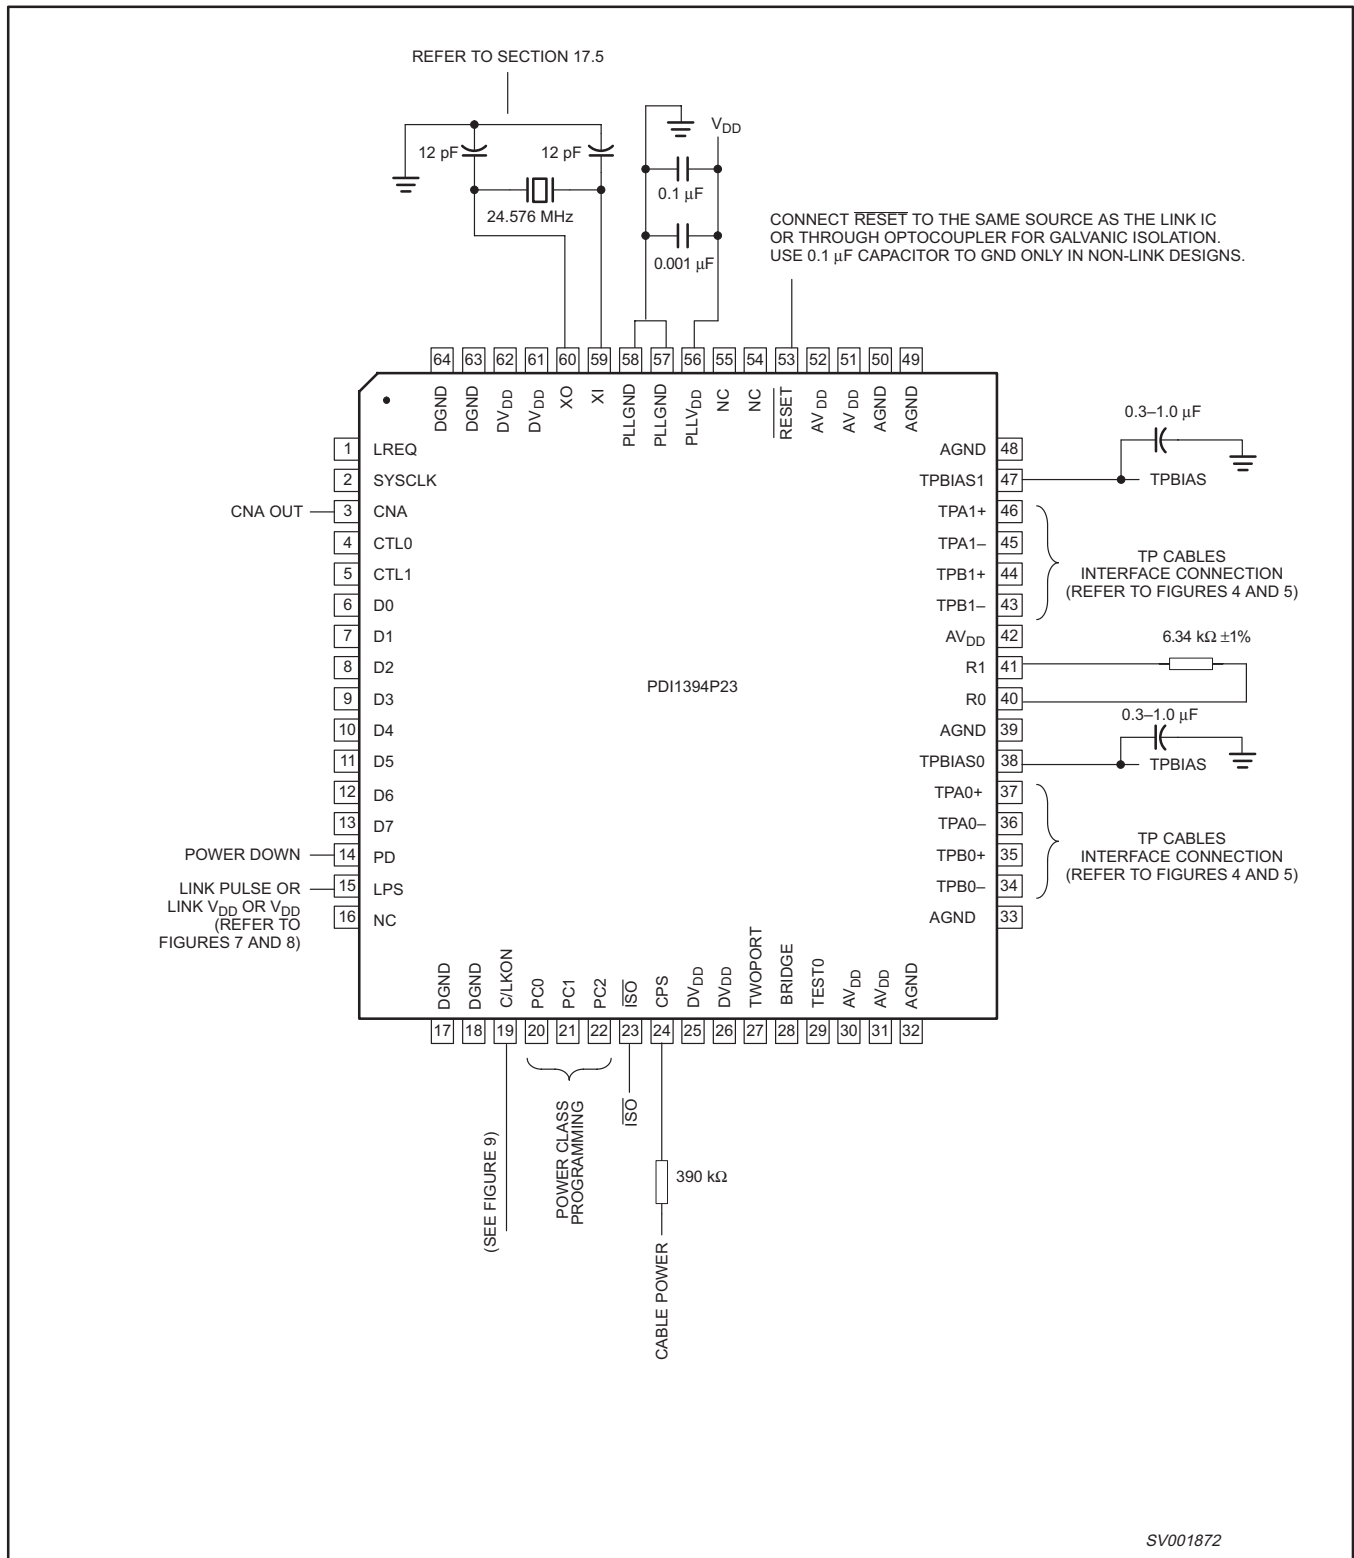 REFER TO SECTION 17.5
12 pF
12 pF
24.576 MHz
V_DD
0.1 μF
0.001 μF
CONNECT RESET TO THE SAME SOURCE AS THE LINK IC
OR THROUGH OPTOCOUPLER FOR GALVANIC ISOLATION.
USE 0.1 μF CAPACITOR TO GND ONLY IN NON-LINK DESIGNS.
64 63 62 61 60 59 58 57 56 55 54 53 52 51 50 49
DGND
DGND
DVDD
DVDD
XO
XI
PLLGND
PLLGND
PLLVDD
NC
NC
RESET
AVDD
AVDD
AGND
AGND
1 LREQ
2 SYSCLK
CNA OUT 3 CNA
4 CTL0
5 CTL1
6 D0
7 D1
8 D2
9 D3
10 D4
11 D5
12 D6
13 D7
POWER DOWN 14 PD
LINK PULSE OR 15 LPS
LINK VDD OR VDD
(REFER TO 16 NC
FIGURES 7 AND 8)
PDI1394P23
AGND 48
0.3–1.0 μF
TPBIAS1 47 TPBIAS
TPA1+ 46
TPA1– 45
TPB1+ 44
TPB1– 43
TP CABLES
INTERFACE CONNECTION
(REFER TO FIGURES 4 AND 5)
AVDD 42
6.34 kΩ ±1%
R1 41
R0 40
0.3–1.0 μF
AGND 39
TPBIAS0 38 TPBIAS
TPA0+ 37
TPA0– 36
TPB0+ 35
TPB0– 34
TP CABLES
INTERFACE CONNECTION
(REFER TO FIGURES 4 AND 5)
AGND 33
DGND
DGND
C/LKON
PC0
PC1
PC2
ISO
CPS
DVDD
DVDD
TWOPORT
BRIDGE
TEST0
AVDD
AVDD
AGND
17 18 19 20 21 22 23 24 25 26 27 28 29 30 31 32
(SEE FIGURE 9)
POWER CLASS
PROGRAMMING
ISO
390 kΩ
CABLE POWER
SV001872